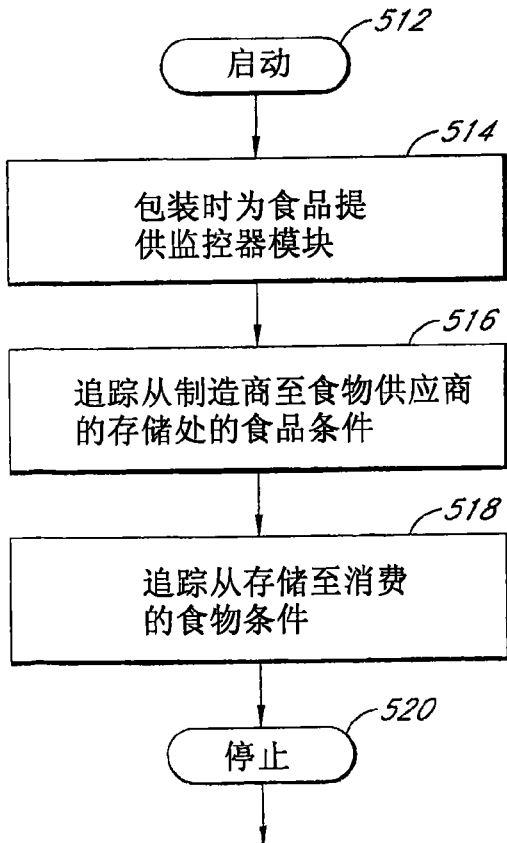 512
启动
514
包装时为食品提
供监控器模块
516
追踪从制造商至食物供应商
的存储处的食品条件
518
追踪从存储至消费
的食物条件
520
停止